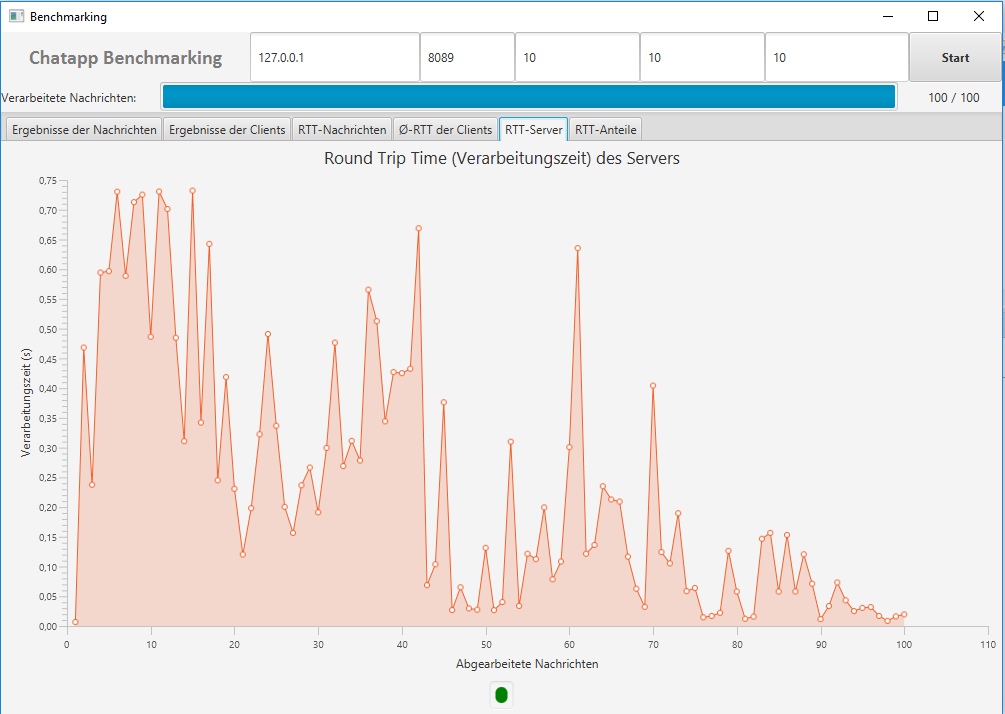 Benchmarking
Chatapp Benchmarking 127.0.0.1 8089 10 10 10 Start
Verarbeitete Nachrichten: 100 / 100
Ergebnisse der Nachrichten Ergebnisse der Clients RTT-Nachrichten Ø-RTT der Clients RTT-Server RTT-Anteile
Round Trip Time (Verarbeitungszeit) des Servers
Verarbeitungszeit (s)
0,75
0,70
0,65
0,60
0,55
0,50
0,45
0,40
0,35
0,30
0,25
0,20
0,15
0,10
0,05
0,00
0 10 20 30 40 50 60 70 80 90 100 110
Abgearbeitete Nachrichten